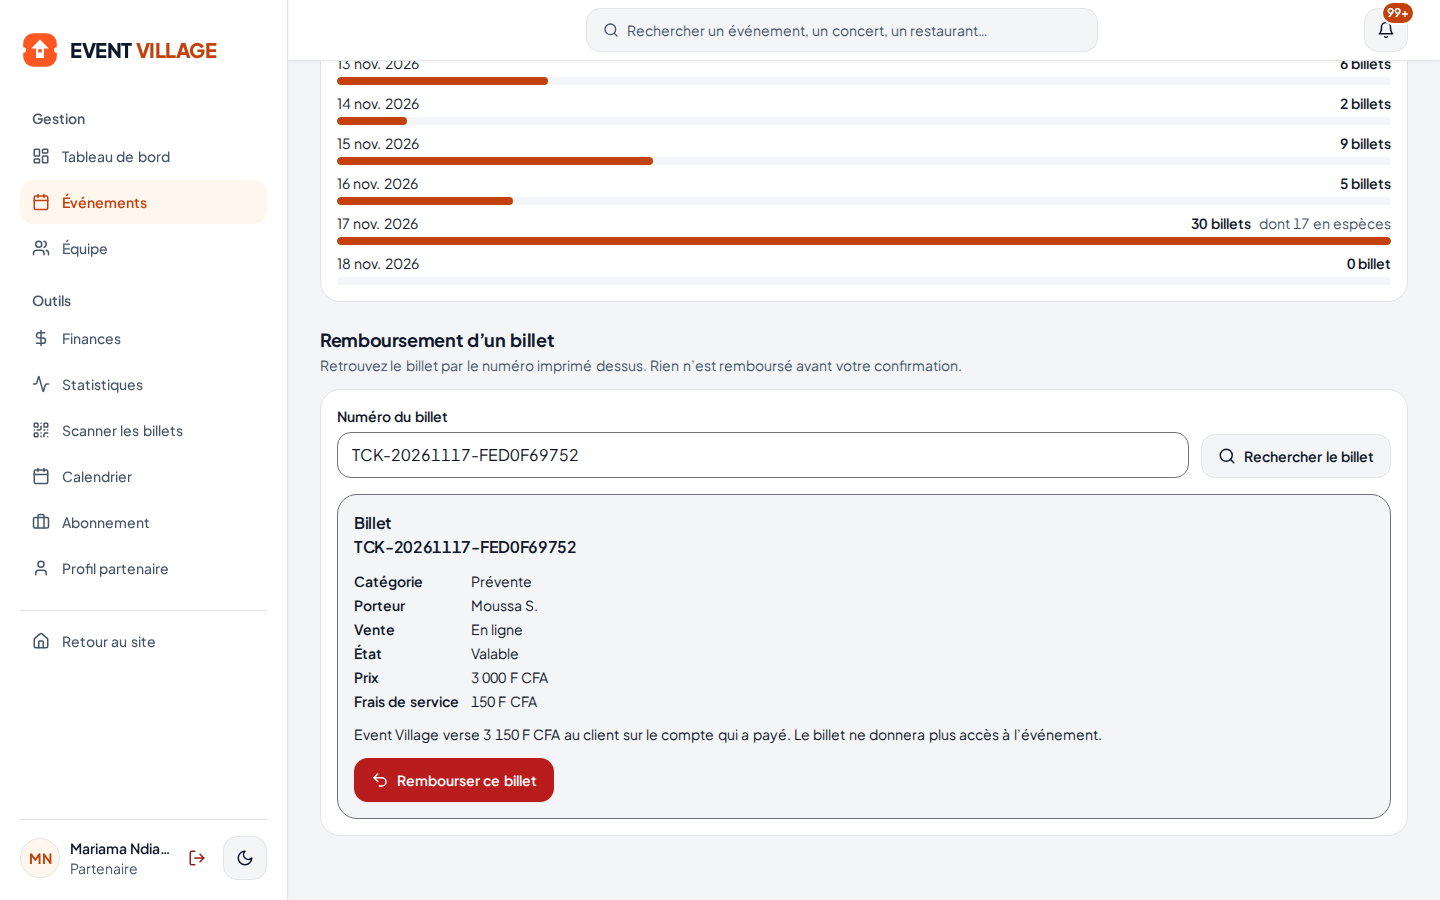 EVENT VILLAGE
Rechercher un événement, un concert, un restaurant…
99+
Gestion
Tableau de bord
Événements
Équipe
Outils
Finances
Statistiques
Scanner les billets
Calendrier
Abonnement
Profil partenaire
Retour au site
MN
Mariama Ndia…
Partenaire
13 nov. 2026 6 billets
14 nov. 2026 2 billets
15 nov. 2026 9 billets
16 nov. 2026 5 billets
17 nov. 2026 30 billets dont 17 en espèces
18 nov. 2026 0 billet
Remboursement d’un billet
Retrouvez le billet par le numéro imprimé dessus. Rien n’est remboursé avant votre confirmation.
Numéro du billet
TCK-20261117-FED0F69752 Rechercher le billet
Billet
TCK-20261117-FED0F69752
Catégorie Prévente
Porteur Moussa S.
Vente En ligne
État Valable
Prix 3 000 F CFA
Frais de service 150 F CFA
Event Village verse 3 150 F CFA au client sur le compte qui a payé. Le billet ne donnera plus accès à l’événement.
Rembourser ce billet